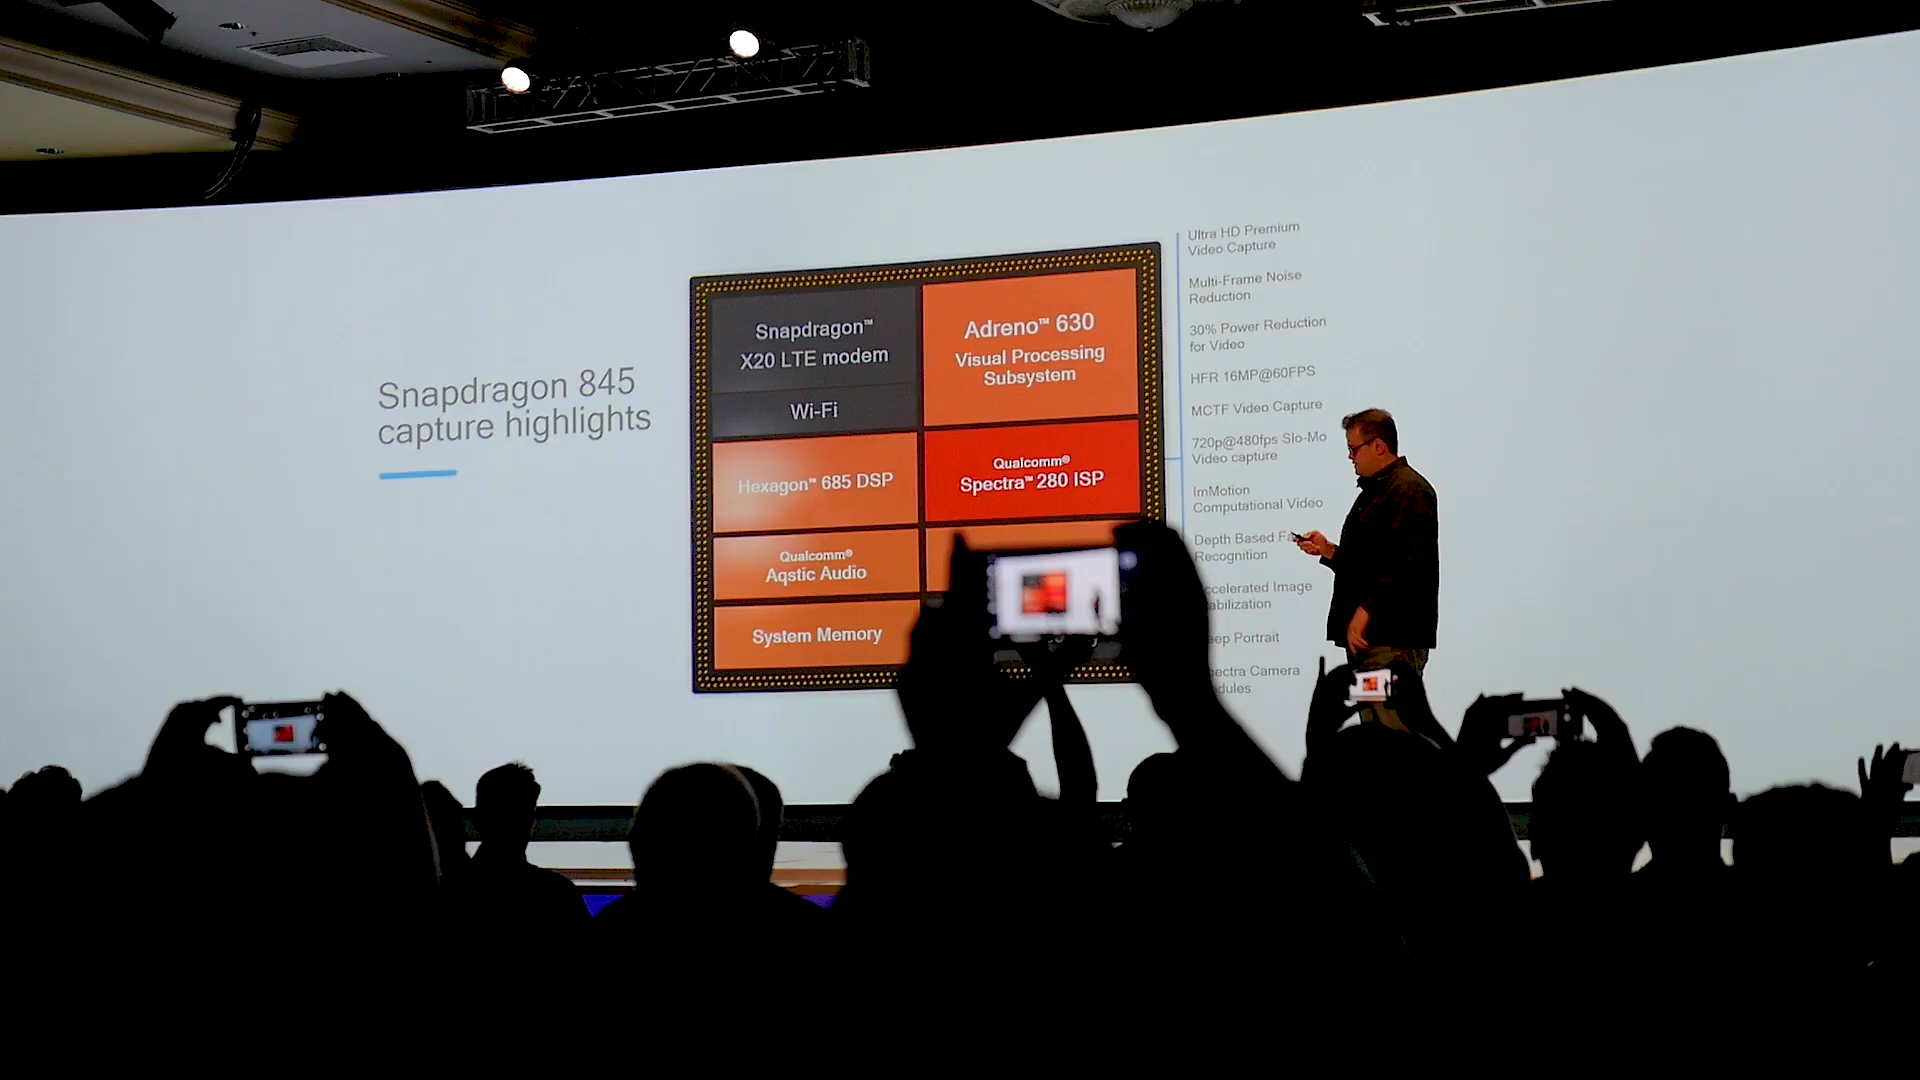 Snapdragon 845
capture highlights
Snapdragon™
X20 LTE modem
Wi-Fi
Adreno™ 630
Visual Processing
Subsystem
Hexagon™ 685 DSP
Qualcomm®
Spectra™ 280 ISP
Qualcomm®
Aqstic Audio
System Memory
Ultra HD Premium
Video Capture
Multi-Frame Noise
Reduction
30% Power Reduction
for Video
HFR 16MP@60FPS
MCTF Video Capture
720p@480fps Slo-Mo
Video capture
ImMotion
Computational Video
Depth Based
Recognition
Image
Portrait
Camera